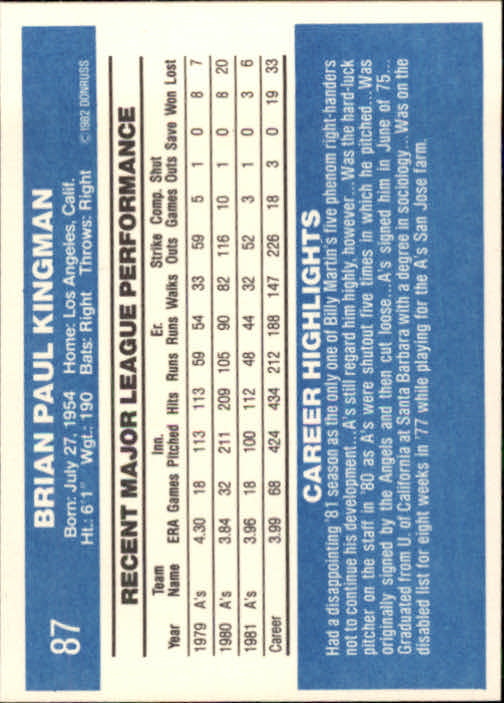 87
BRIAN PAUL KINGMAN
Born: July 27, 1954 Home: Los Angeles, Calif.
Ht.: 6'1" Wgt.: 190 Bats: Right Throws: Right
©1982 DONRUSS
RECENT MAJOR LEAGUE PERFORMANCE
Team Inn. Er. Strike Comp. Shut
Year Name ERA Games Pitched Hits Runs Runs Walks Outs Games Outs Save Won Lost
1979 A's 4.30 18 113 113 59 54 33 59 5 1 0 8 7
1980 A's 3.84 32 211 209 105 90 82 116 10 1 0 8 20
1981 A's 3.96 18 100 112 48 44 32 52 3 1 0 3 6
Career 3.99 68 424 434 212 188 147 226 18 3 0 19 33
CAREER HIGHLIGHTS
Had a disappointing '81 season as the only one of Billy Martin's five phenom right-handers
not to continue his development...A's still regard him highly, however...Was the hard-luck
pitcher on the staff in '80 as A's were shutout five times in which he pitched...Was
originally signed by the Angels and then cut loose...A's signed him in June of '75...
Graduated from U. of California at Santa Barbara with a degree in sociology...Was on the
disabled list for eight weeks in '77 while playing for the A's San Jose farm.